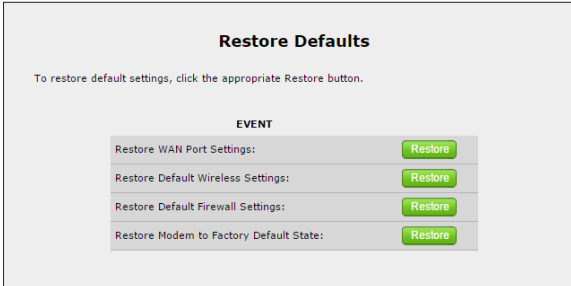 Restore Defaults
To restore default settings, click the appropriate Restore button.
EVENT
Restore WAN Port Settings: Restore
Restore Default Wireless Settings: Restore
Restore Default Firewall Settings: Restore
Restore Modem to Factory Default State: Restore